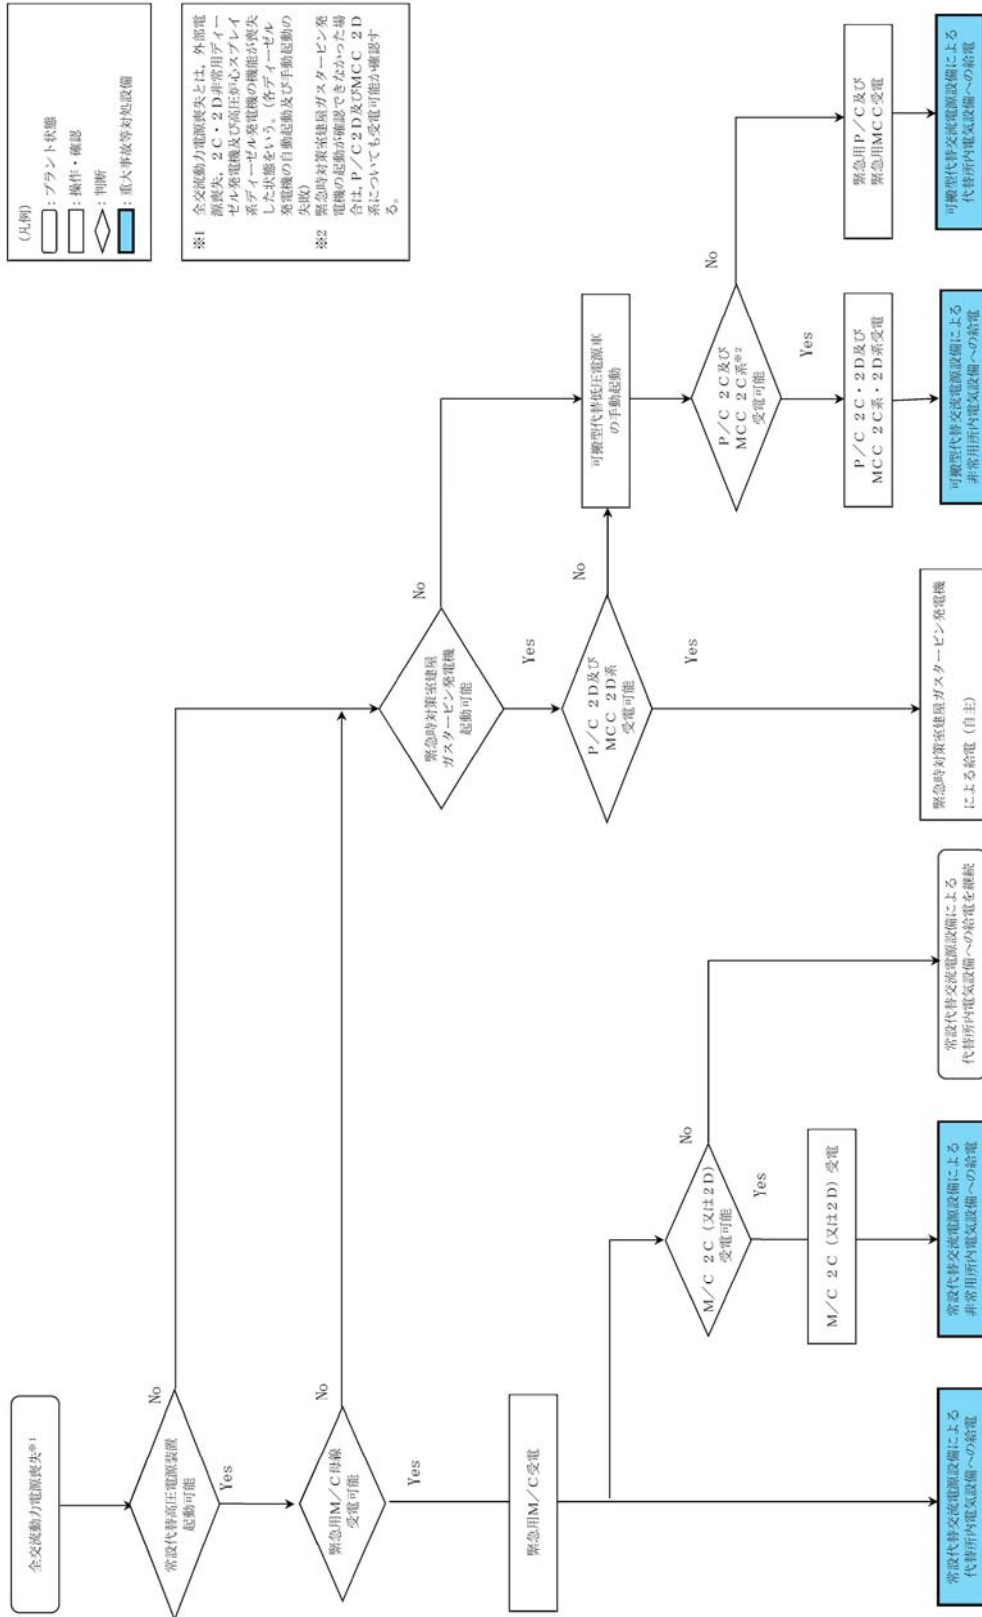 (凡例)
：プラント状態
：操作・確認
：判断
：重大事故等対処設備
※1 全交流動力電源喪失とは，外部電
源喪失，２Ｃ・２Ｄ非常用ディー
ゼル発電機及び高圧炉心スプレイ
系ディーゼル発電機の機能が喪失
した状態をいう。（各ディーゼル
発電機の自動起動及び手動起動の
失敗）
※2 緊急時対策室建屋ガスタービン発
電機の起動が確認できなかった場
合は，Ｐ／Ｃ２Ｄ及びＭＣＣ ２Ｄ
系についても受電可能か確認す
る。
全交流動力電源喪失※1
常設代替高圧電源装置
起動可能
No
Yes
緊急用Ｍ／Ｃ母線
受電可能
No
Yes
緊急用Ｍ／Ｃ受電
常設代替交流電源設備による
代替所内電気設備への給電
Ｍ／Ｃ ２Ｃ（又は２Ｄ）
受電可能
No
Yes
Ｍ／Ｃ ２Ｃ（又は２Ｄ）受電
常設代替交流電源設備による
非常用所内電気設備への給電
常設代替交流電源設備による
代替所内電気設備への給電を継続
緊急時対策室建屋
ガスタービン発電機
起動可能
No
Yes
Ｐ／Ｃ ２Ｄ及び
ＭＣＣ ２Ｄ系
受電可能
No
Yes
緊急時対策室建屋ガスタービン発電機
による給電（自主）
可搬型代替低圧電源車
の手動起動
Ｐ／Ｃ ２Ｃ及び
ＭＣＣ ２Ｃ系※2
受電可能
No
Yes
Ｐ／Ｃ ２Ｃ・２Ｄ及び
ＭＣＣ ２Ｃ系・２Ｄ系受電
可搬型代替交流電源設備による
非常用所内電気設備への給電
緊急用Ｐ／Ｃ及び
緊急用ＭＣＣ受電
可搬型代替交流電源設備による
代替所内電気設備への給電